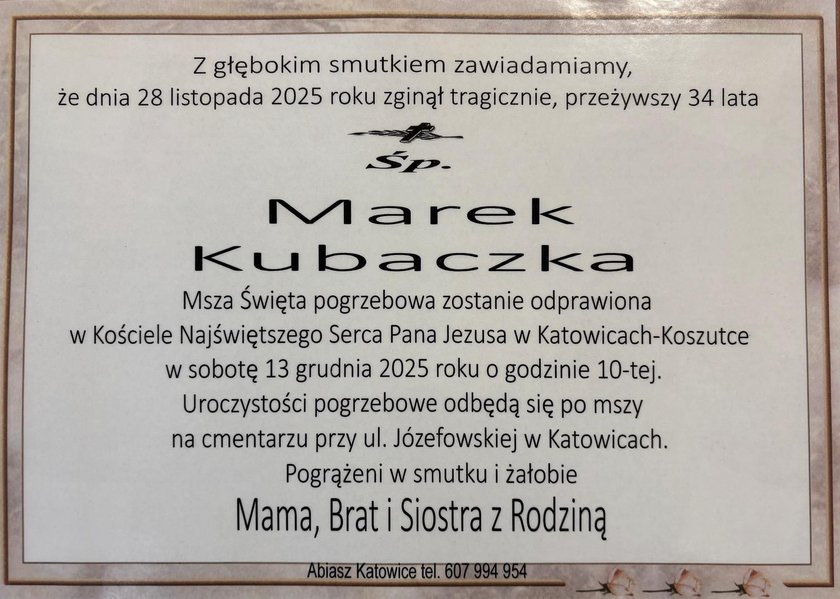 Z głębokim smutkiem zawiadamiamy,
że dnia 28 listopada 2025 roku zginął tragicznie, przeżywszy 34 lata
Śp.
Marek
Kubaczka
Msza Święta pogrzebowa zostanie odprawiona
w Kościele Najświętszego Serca Pana Jezusa w Katowicach-Koszutce
w sobotę 13 grudnia 2025 roku o godzinie 10-tej.
Uroczystości pogrzebowe odbędą się po mszy
na cmentarzu przy ul. Józefowskiej w Katowicach.
Pogrążeni w smutku i żałobie
Mama, Brat i Siostra z Rodziną
Abiasz Katowice tel. 607 994 954